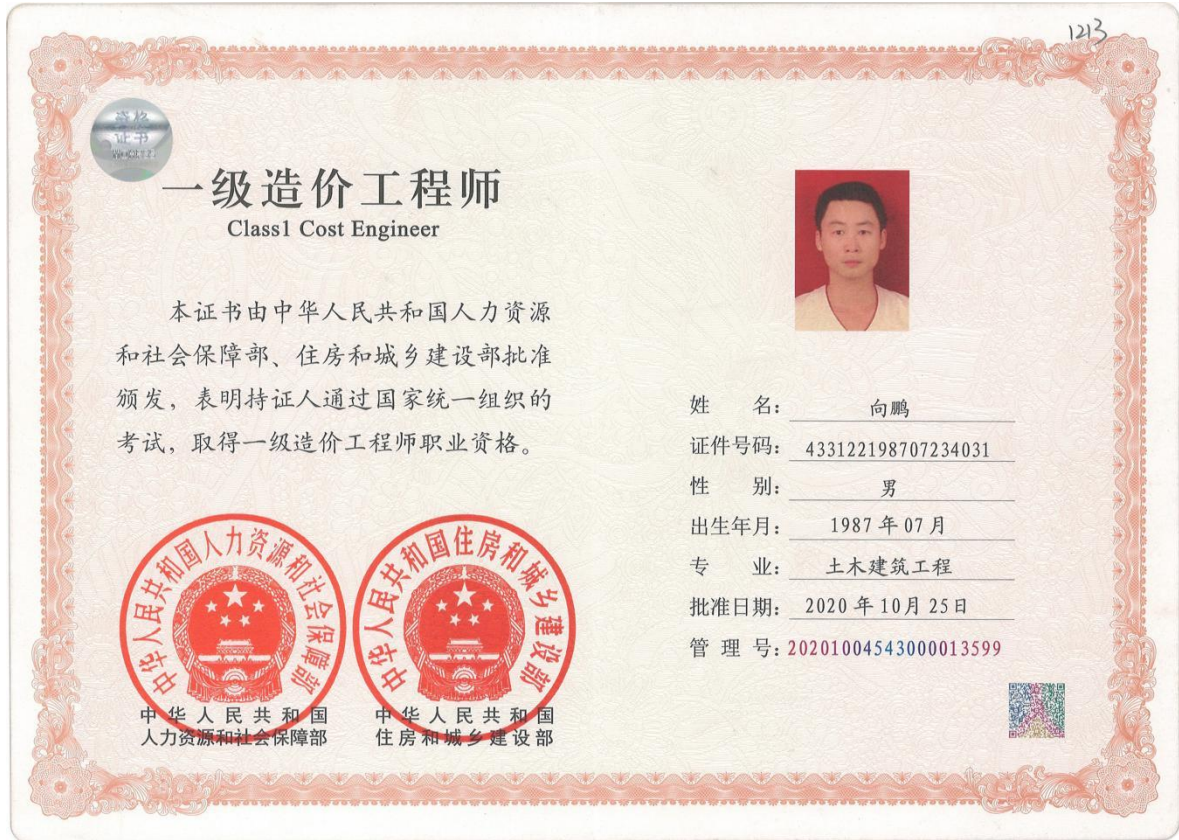 1213
资格
证书
一级造价工程师
Class1 Cost Engineer
本证书由中华人民共和国人力资源
和社会保障部、住房和城乡建设部批准
颁发，表明持证人通过国家统一组织的
考试，取得一级造价工程师职业资格。
中华人民共和国人力资源和社会保障部
中华人民共和国
人力资源和社会保障部
中华人民共和国住房和城乡建设部
中华人民共和国
住房和城乡建设部
姓 名：向鹏
证件号码：433122198707234031
性 别：男
出生年月：1987年07月
专 业：土木建筑工程
批准日期：2020年10月25日
管 理 号：20201004543000013599